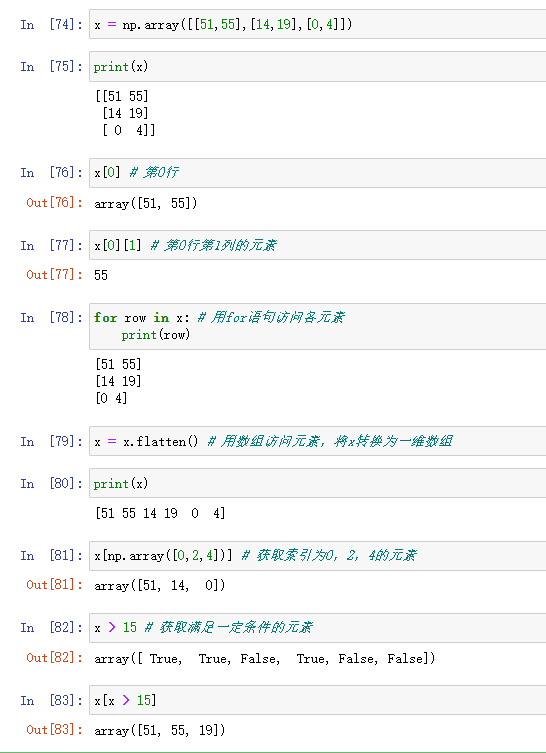 In [74]: x = np.array([[51,55],[14,19],[0,4]])
In [75]: print(x)
[[51 55]
 [14 19]
 [ 0  4]]
In [76]: x[0] # 第0行
Out[76]: array([51, 55])
In [77]: x[0][1] # 第0行第1列的元素
Out[77]: 55
In [78]: for row in x: # 用for语句访问各元素
    print(row)
[51 55]
[14 19]
[0 4]
In [79]: x = x.flatten() # 用数组访问元素，将x转换为一维数组
In [80]: print(x)
[51 55 14 19  0  4]
In [81]: x[np.array([0,2,4])] # 获取索引为0，2，4的元素
Out[81]: array([51, 14,  0])
In [82]: x > 15 # 获取满足一定条件的元素
Out[82]: array([ True,  True, False,  True, False, False])
In [83]: x[x > 15]
Out[83]: array([51, 55, 19])